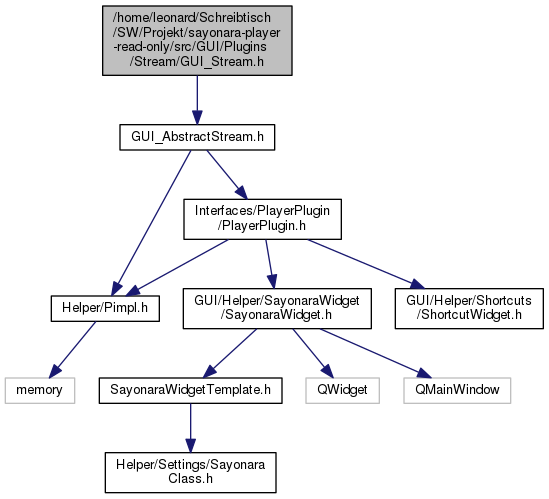 /home/leonard/Schreibtisch
/SW/Projekt/sayonara-player
-read-only/src/GUI/Plugins
/Stream/GUI_Stream.h
GUI_AbstractStream.h
Interfaces/PlayerPlugin
/PlayerPlugin.h
Helper/Pimpl.h
GUI/Helper/SayonaraWidget
/SayonaraWidget.h
GUI/Helper/Shortcuts
/ShortcutWidget.h
memory
SayonaraWidgetTemplate.h
QWidget
QMainWindow
Helper/Settings/Sayonara
Class.h